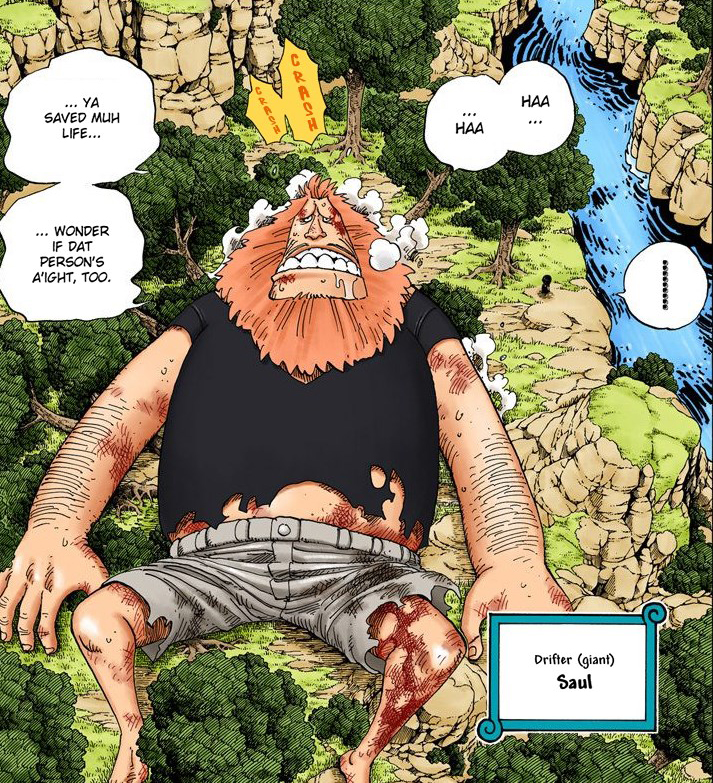 ... YA
SAVED MUH
LIFE...
... WONDER
IF DAT
PERSON'S
A'IGHT, TOO.
CRASH
CRASH
HAA
...
...
HAA
Drifter (giant)
Saul